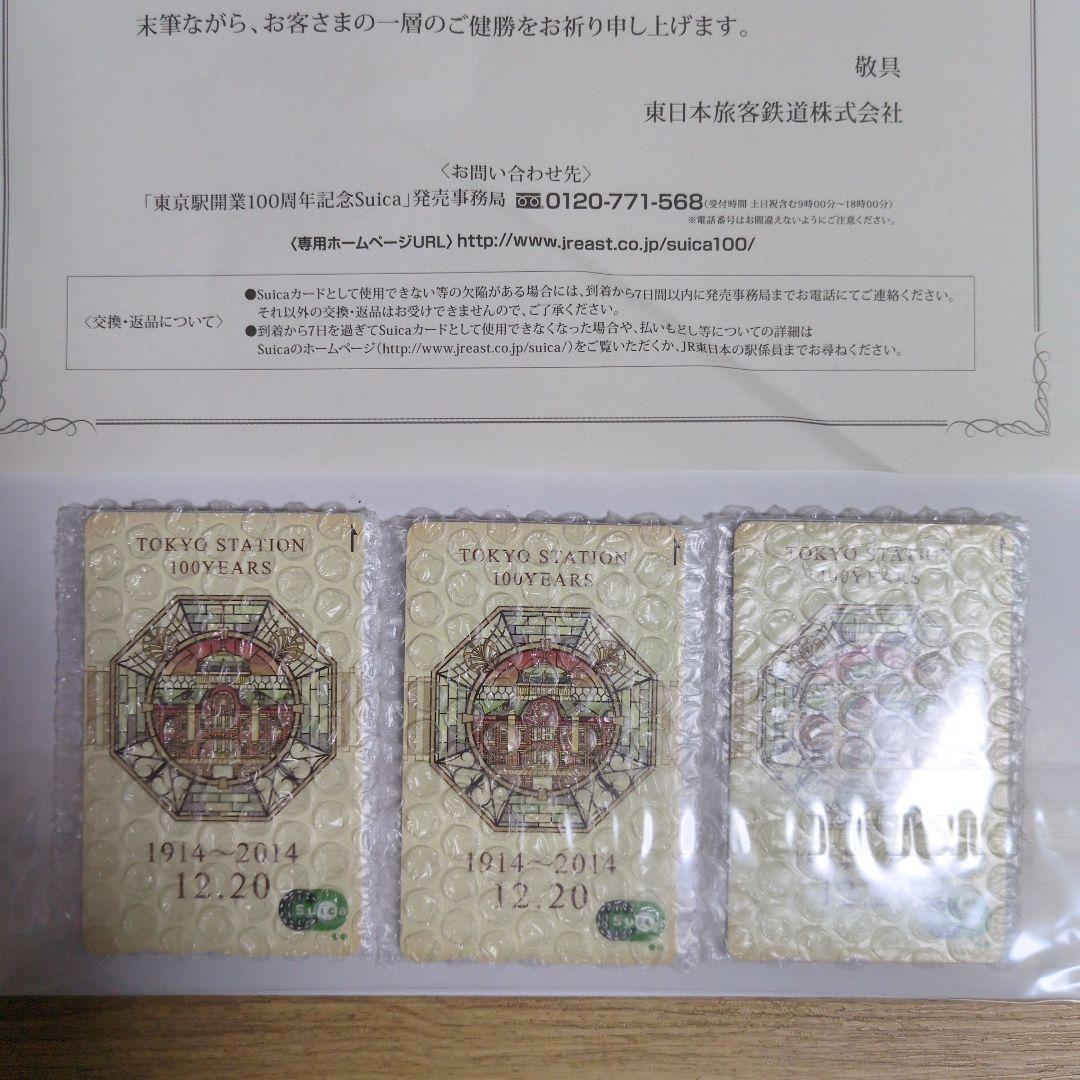 末筆ながら、お客さまの一層のご健勝をお祈り申し上げます。
敬具
東日本旅客鉄道株式会社
〈お問い合わせ先〉
「東京駅開業100周年記念Suica」発売事務局 0120-771-568(受付時間 土日祝含む9時00分～18時00分)
※電話番号はお間違えないようにご注意ください。
〈専用ホームページURL〉http://www.jreast.co.jp/suica100/
〈交換・返品について〉
●Suicaカードとして使用できない等の欠陥がある場合には、到着から7日間以内に発売事務局までお電話にてご連絡ください。
それ以外の交換・返品はお受けできませんので、ご了承ください。
●到着から7日を過ぎてSuicaカードとして使用できなくなった場合や、払いもどし等についての詳細は
Suicaのホームページ(http://www.jreast.co.jp/suica/)をご覧いただくか、JR東日本の駅係員までお尋ねください。
TOKYO STATION
100YEARS
1914～2014
12.20
Suica
TOKYO STATION
100YEARS
1914～2014
12.20
Suica
TOKYO STATION
100YEARS